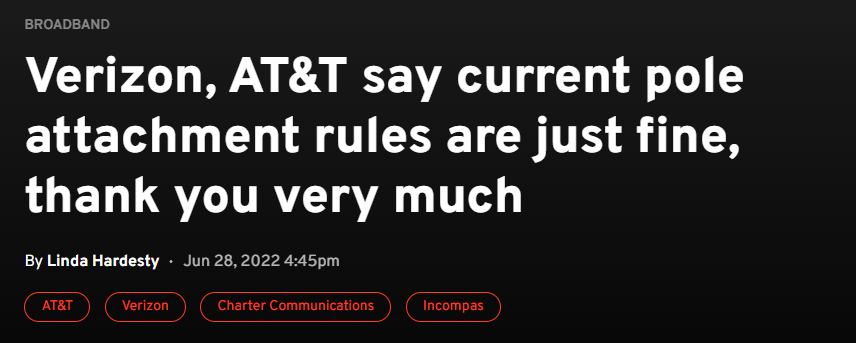 BROADBAND
Verizon, AT&T say current pole
attachment rules are just fine,
thank you very much
By Linda Hardesty · Jun 28, 2022 4:45pm
AT&T Verizon Charter Communications Incompas